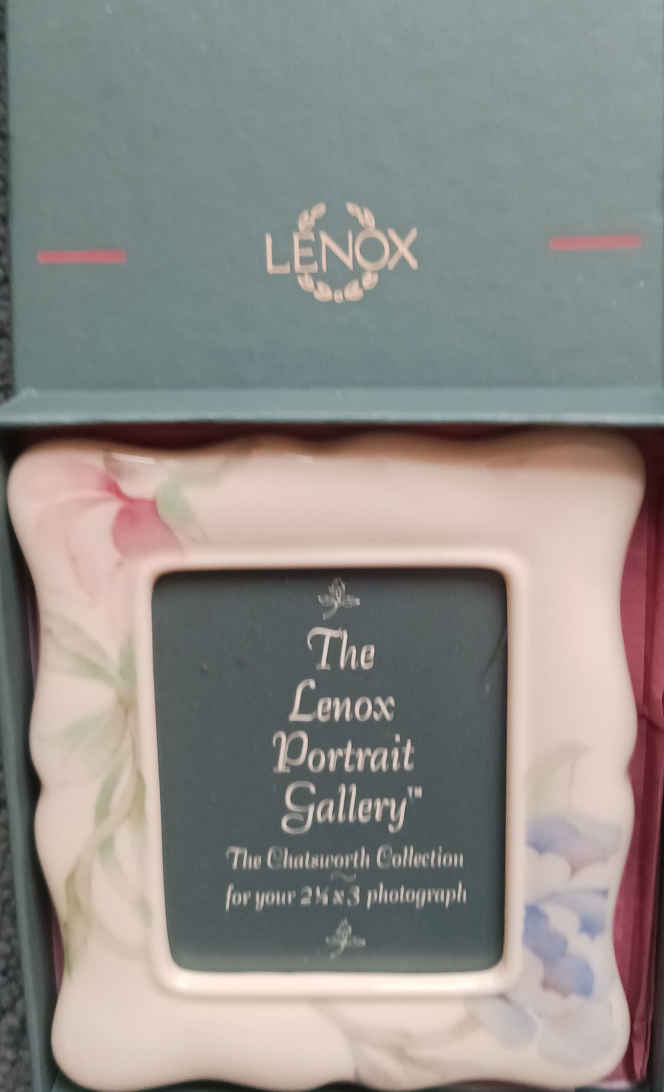 LENOX
The
Lenox
Portrait
Gallery™
The Chatsworth Collection
~
for your 2½ x 3 photograph